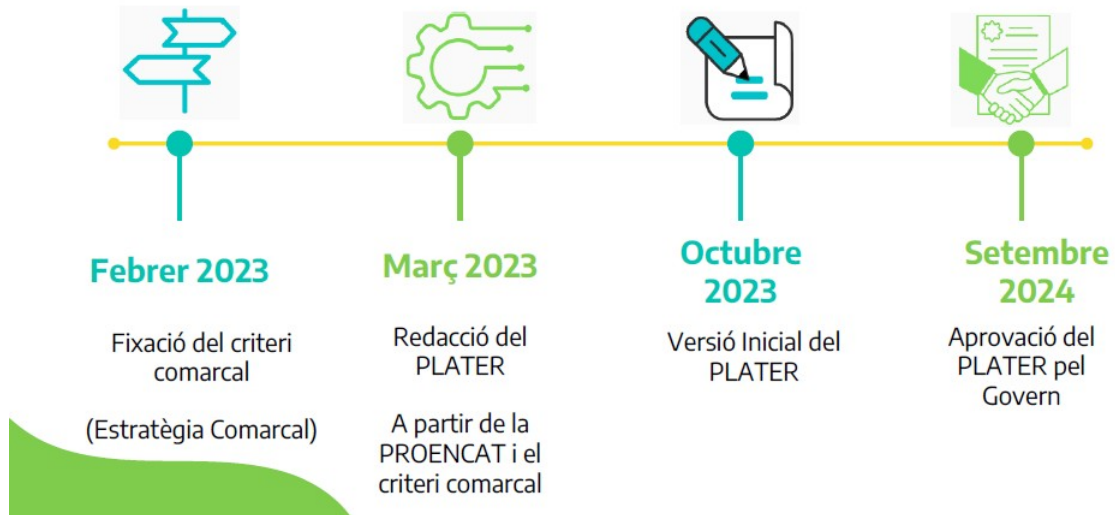 Febrer 2023
Fixació del criteri
comarcal
(Estratègia Comarcal)
Març 2023
Redacció del
PLATER
A partir de la
PROENCAT i el
criteri comarcal
Octubre
2023
Versió Inicial del
PLATER
Setembre
2024
Aprovació del
PLATER pel
Govern